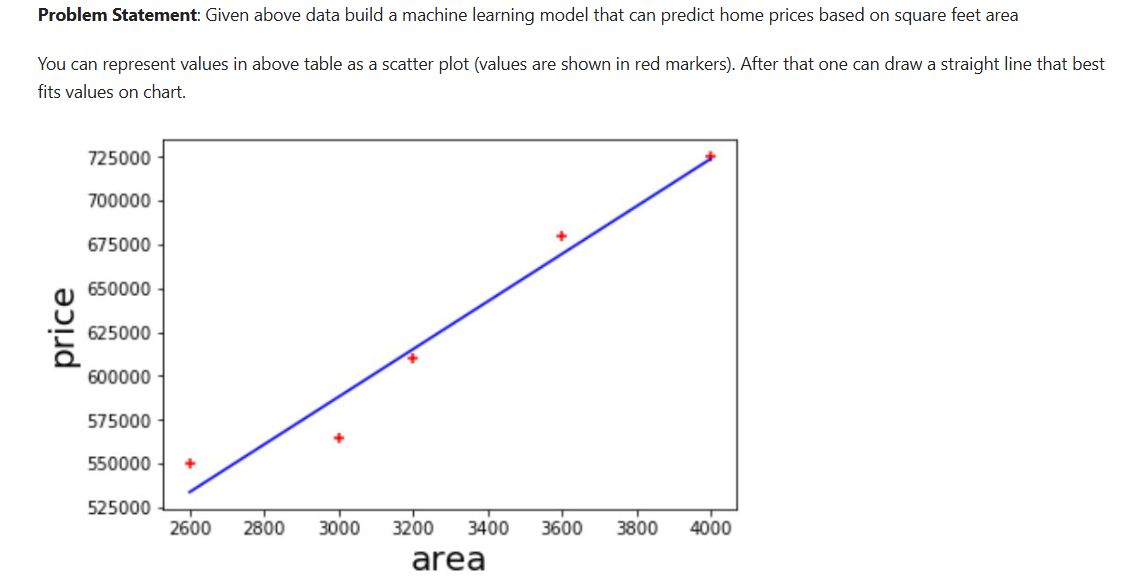 Problem Statement: Given above data build a machine learning model that can predict home prices based on square feet area
You can represent values in above table as a scatter plot (values are shown in red markers). After that one can draw a straight line that best
fits values on chart.
725000
700000
675000
650000
625000
600000
575000
550000
525000
price
2600 2800 3000 3200 3400 3600 3800 4000
area